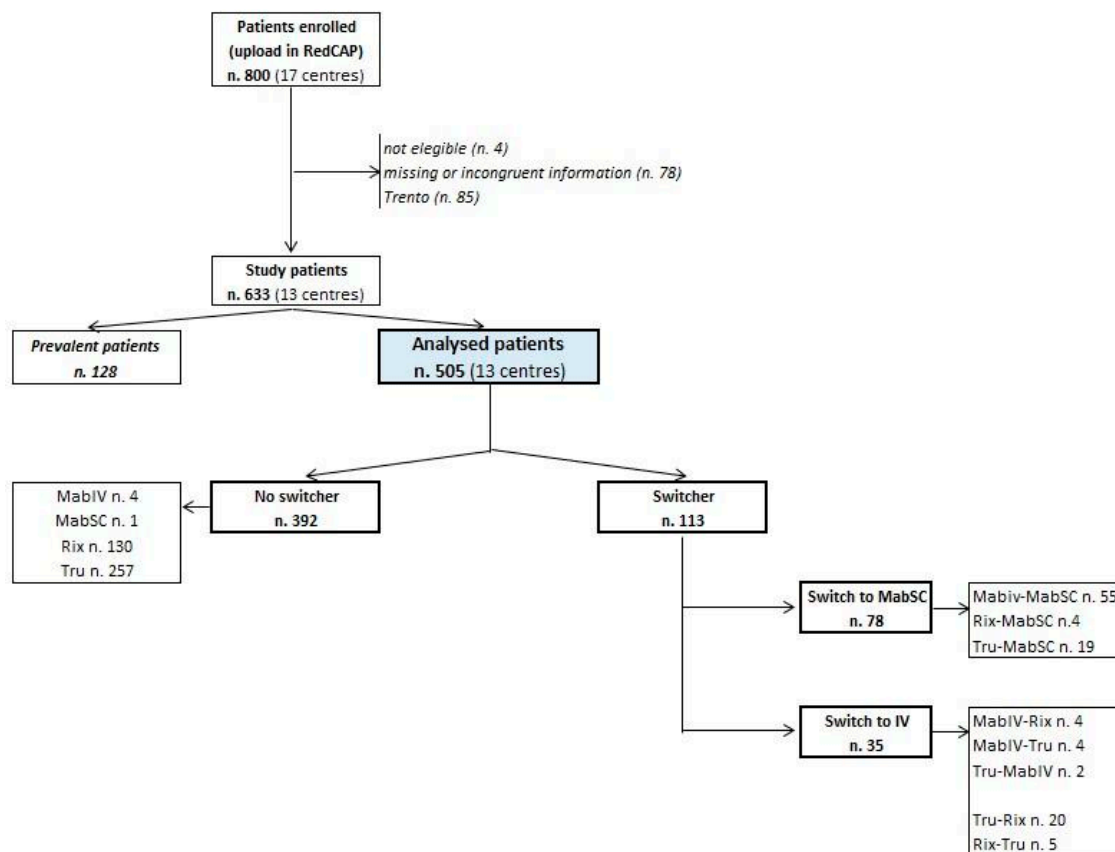 Patients enrolled
(upload in RedCAP)
n. 800 (17 centres)
not elegible (n. 4)
missing or incongruent information (n. 78)
Trento (n. 85)
Study patients
n. 633 (13 centres)
Prevalent patients
n. 128
Analysed patients
n. 505 (13 centres)
MabIV n. 4
MabSC n. 1
Rix n. 130
Tru n. 257
No switcher
n. 392
Switcher
n. 113
Switch to MabSC
n. 78
Mabiv-MabSC n. 55
Rix-MabSC n.4
Tru-MabSC n. 19
Switch to IV
n. 35
MabIV-Rix n. 4
MabIV-Tru n. 4
Tru-MabIV n. 2
Tru-Rix n. 20
Rix-Tru n. 5